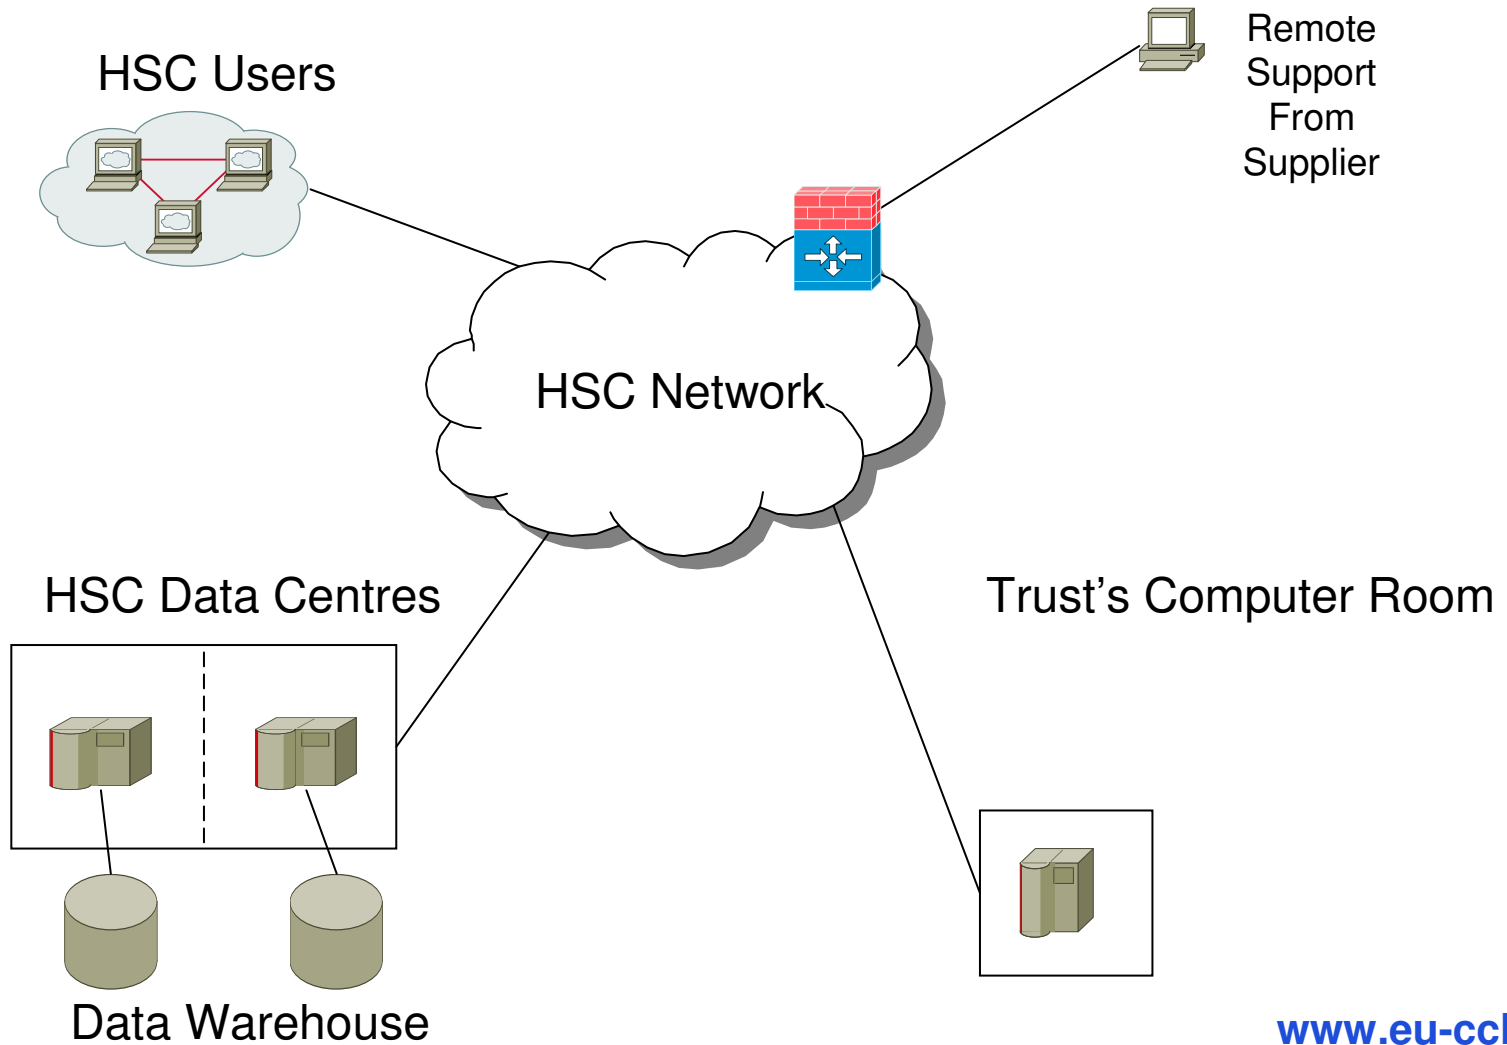 HSC Users
Remote
Support
From
Supplier
HSC Network
HSC Data Centres
Trust's Computer Room
Data Warehouse